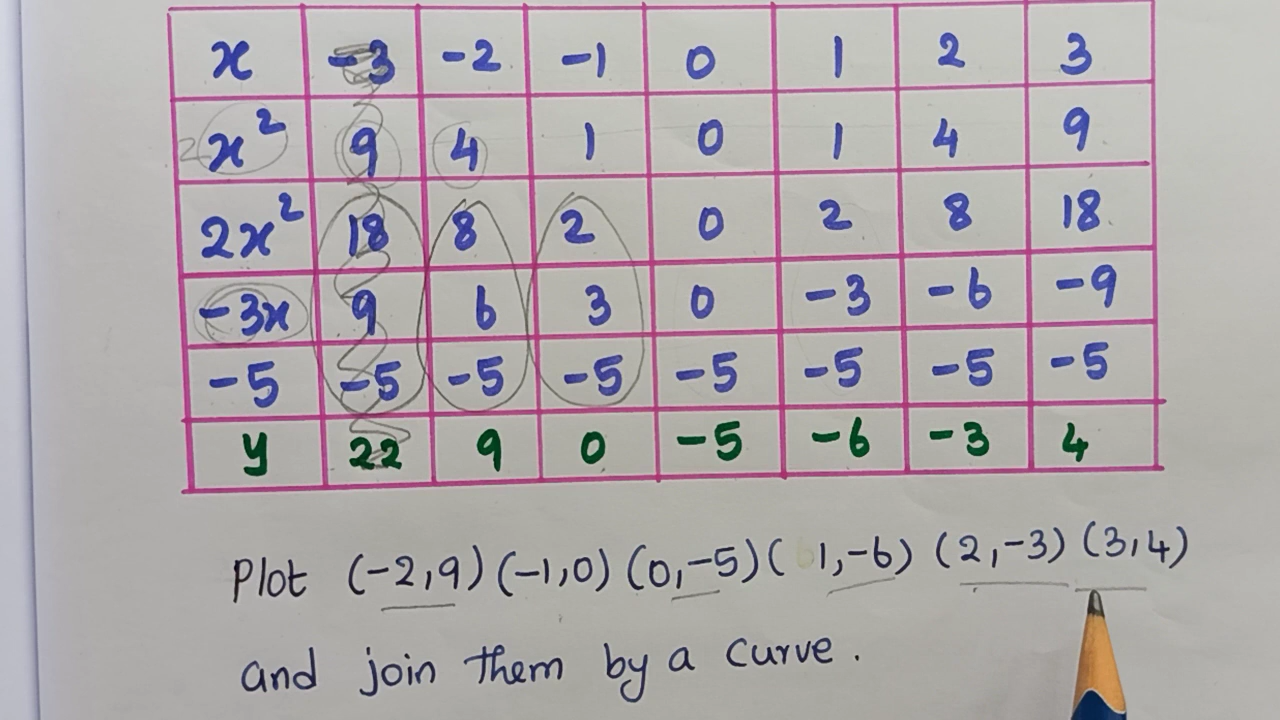 x -3 -2 -1 0 1 2 3
x² 9 4 1 0 1 4 9
2x² 18 8 2 0 2 8 18
-3x 9 6 3 0 -3 -6 -9
-5 -5 -5 -5 -5 -5 -5 -5
y 22 9 0 -5 -6 -3 4
Plot (-2,9) (-1,0) (0,-5) (1,-6) (2,-3) (3,4)
and join them by a curve.